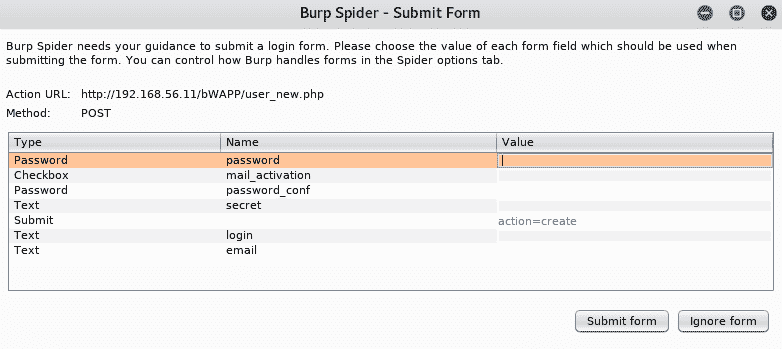 Burp Spider - Submit Form
Burp Spider needs your guidance to submit a login form. Please choose the value of each form field which should be used when
submitting the form. You can control how Burp handles forms in the Spider options tab.
Action URL: http://192.168.56.11/bWAPP/user_new.php
Method: POST
Type Name Value
Password password
Checkbox mail_activation
Password password_conf
Text secret
Submit action=create
Text login
Text email
Submit form Ignore form